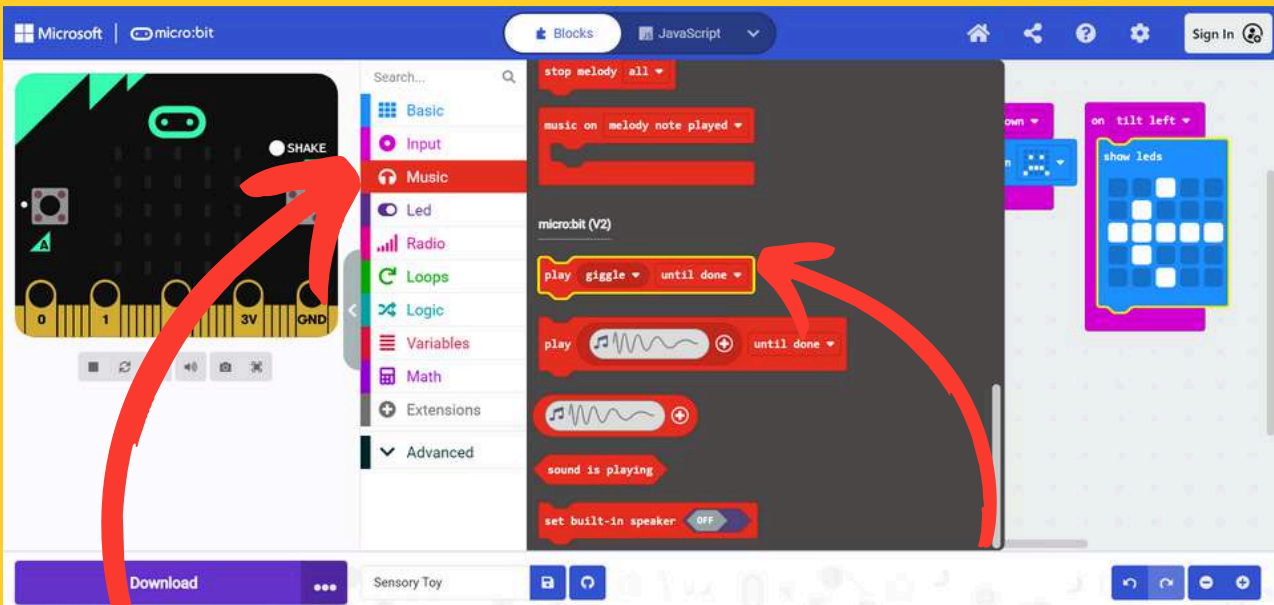 Microsoft | micro:bit
Blocks
JavaScript
Sign In
SHAKE
A
0
1
3V
GND
Search...
Basic
Input
Music
Led
Radio
Loops
Logic
Variables
Math
Extensions
Advanced
stop melody all
music on melody note played
micro:bit (V2)
play giggle until done
play until done
sound is playing
set built-in speaker OFF
on tilt left
show leds
Download
Sensory Toy